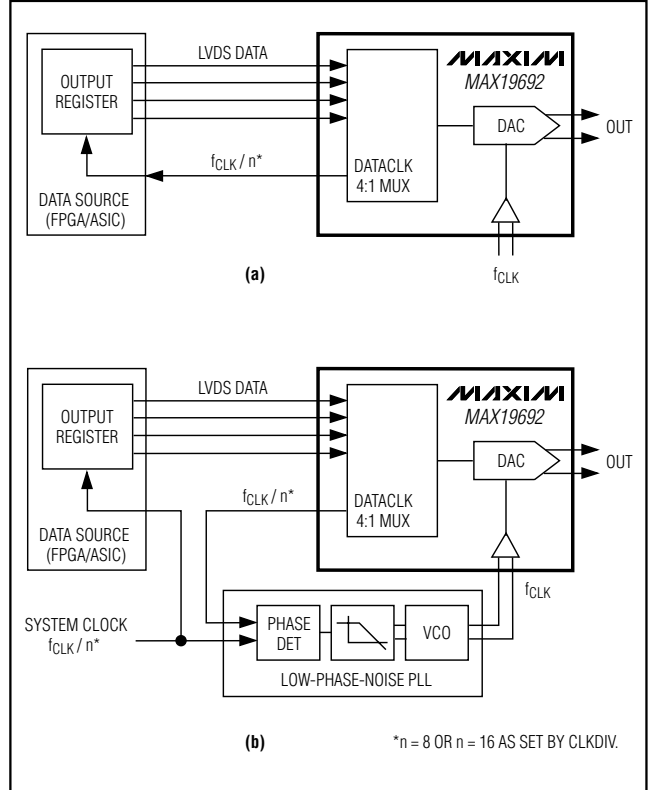 LVDS DATA
MAXIM
MAX19692
OUTPUT
REGISTER
DAC
OUT
fCLK / n*
DATACLK
4:1 MUX
DATA SOURCE
(FPGA/ASIC)
(a)
fCLK
LVDS DATA
MAXIM
MAX19692
OUTPUT
REGISTER
DAC
OUT
fCLK / n*
DATACLK
4:1 MUX
DATA SOURCE
(FPGA/ASIC)
fCLK
SYSTEM CLOCK
fCLK / n*
PHASE
DET
VCO
LOW-PHASE-NOISE PLL
(b)
*n = 8 OR n = 16 AS SET BY CLKDIV.